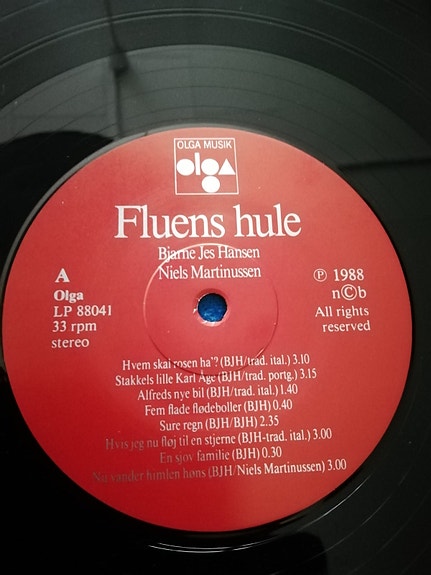 OLGA MUSIK
olga
Fluens hule
Bjarne Jes Hansen
Niels Martinussen
A
Olga
LP 88041
33 rpm
stereo
℗ 1988
n©b
All rights
reserved
Hvem skal rosen ha'? (BJH/trad. ital.) 3.10
Stakkels lille Karl Åge (BJH/trad. portg.) 3.15
Alfreds nye bil (BJH/trad. ital.) 1.40
Fem flade flødeboller (BJH) 0.40
Sure regn (BJH/BJH) 2.35
Hvis jeg nu fløj til en stjerne (BJH-trad. ital.) 3.00
En sjov familie (BJH) 0.30
Nu vander himlen høns (BJH/Niels Martinussen) 3.00